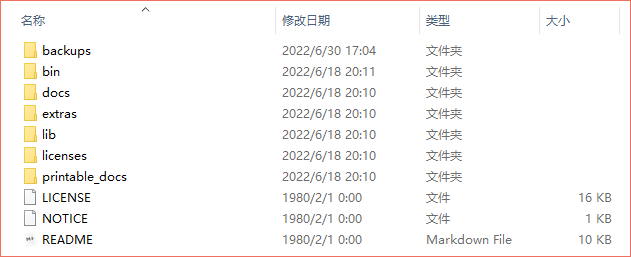 名称 修改日期 类型 大小
backups 2022/6/30 17:04 文件夹
bin 2022/6/18 20:11 文件夹
docs 2022/6/18 20:10 文件夹
extras 2022/6/18 20:10 文件夹
lib 2022/6/18 20:10 文件夹
licenses 2022/6/18 20:10 文件夹
printable_docs 2022/6/18 20:10 文件夹
LICENSE 1980/2/1 0:00 文件 16 KB
NOTICE 1980/2/1 0:00 文件 1 KB
README 1980/2/1 0:00 Markdown File 10 KB